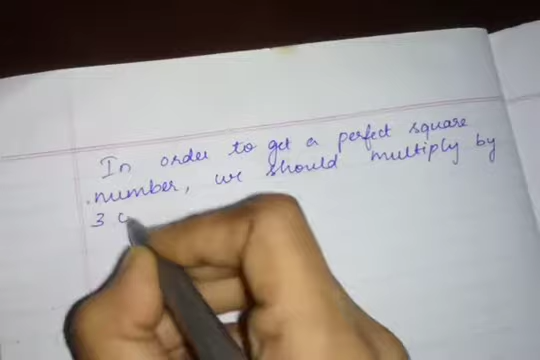 In order to get a perfect square
number, we should multiply by
3